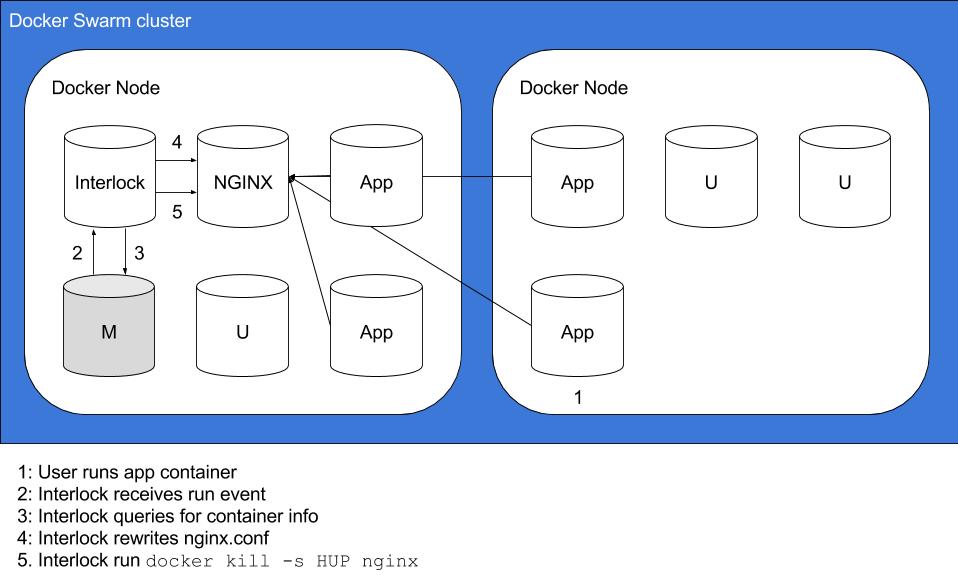 Docker Swarm cluster
Docker Node
Docker Node
4
Interlock
NGINX
App
App
U
U
5
2
3
M
U
App
App
1
1: User runs app container
2: Interlock receives run event
3: Interlock queries for container info
4: Interlock rewrites nginx.conf
5. Interlock run docker kill -s HUP nginx